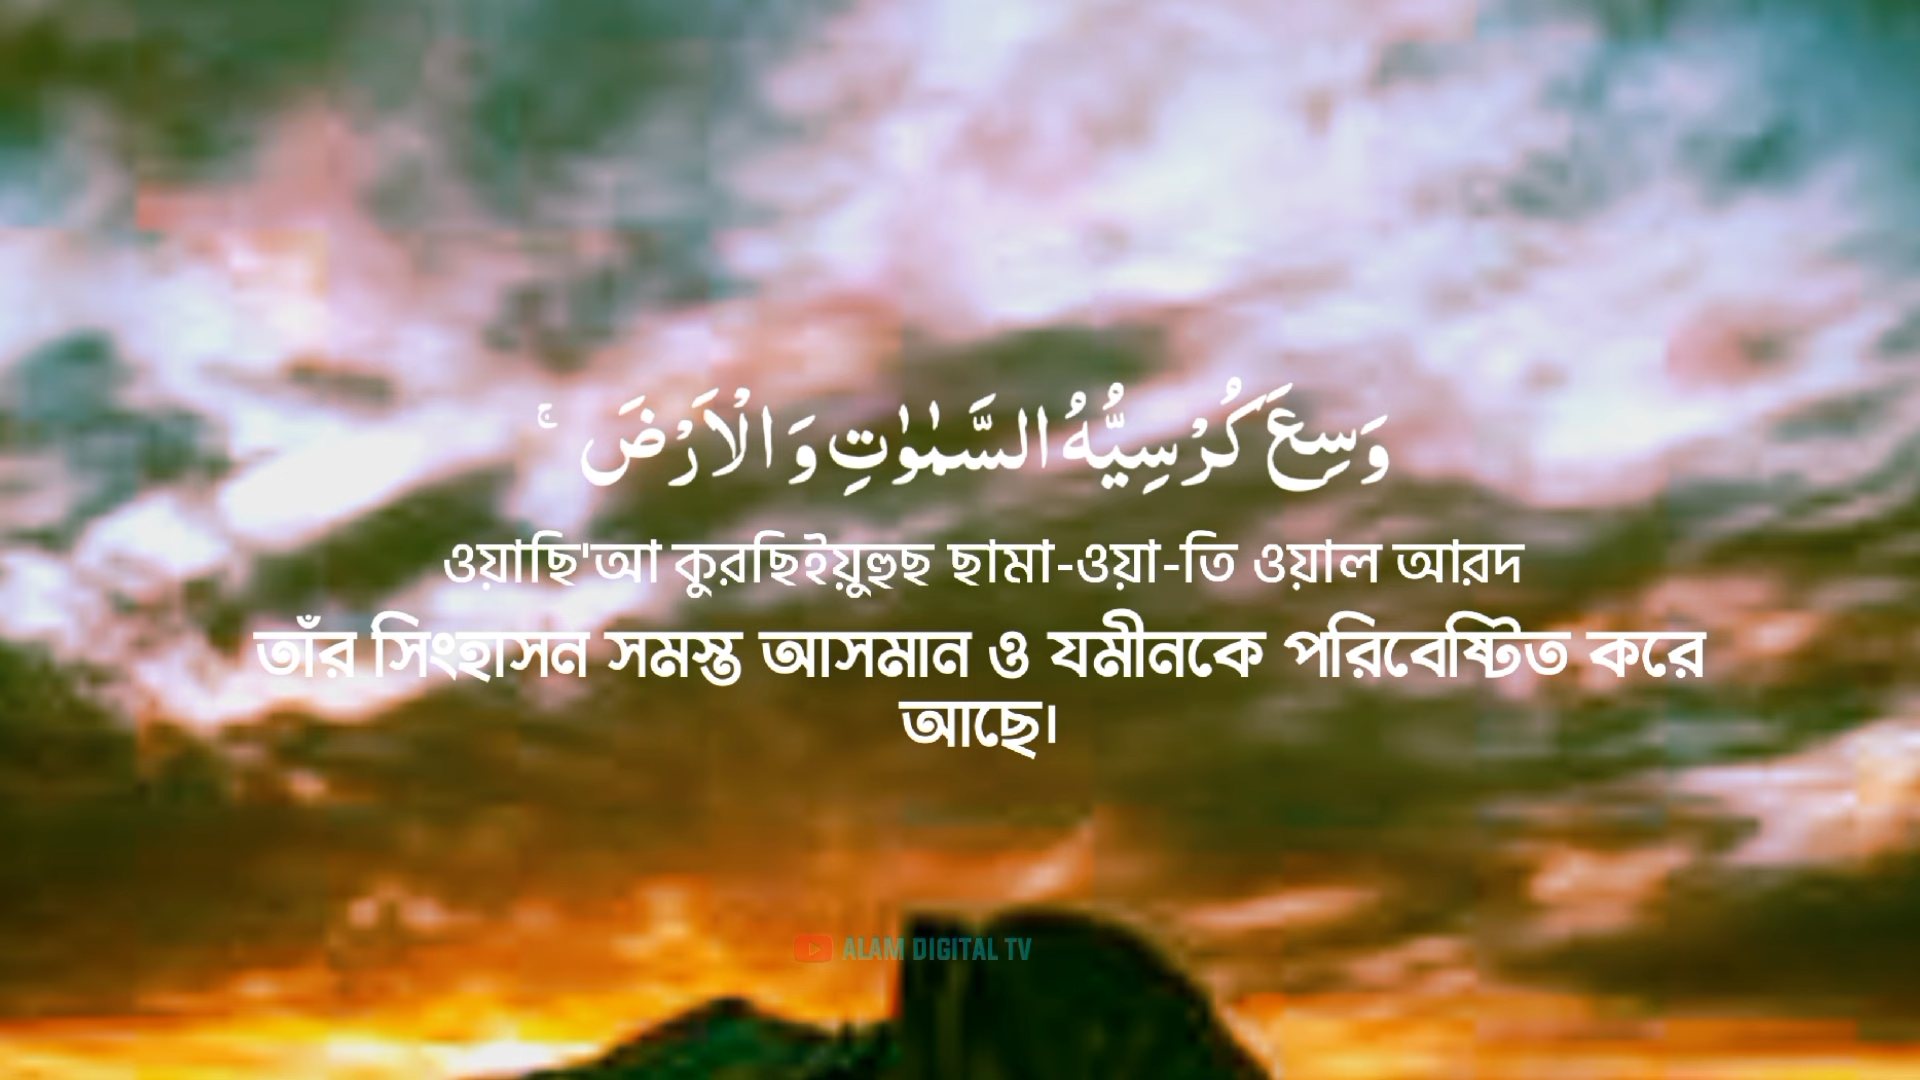 وَسِعَ كُرْسِيُّهُ السَّمٰوٰتِ وَالْاَرْضَ ۚ
ওয়াছি'আ কুরছিইয়ুহুছ ছামা-ওয়া-তি ওয়াল আরদ
তাঁর সিংহাসন সমস্ত আসমান ও যমীনকে পরিবেষ্টিত করে
আছে।
ALAM DIGITAL TV